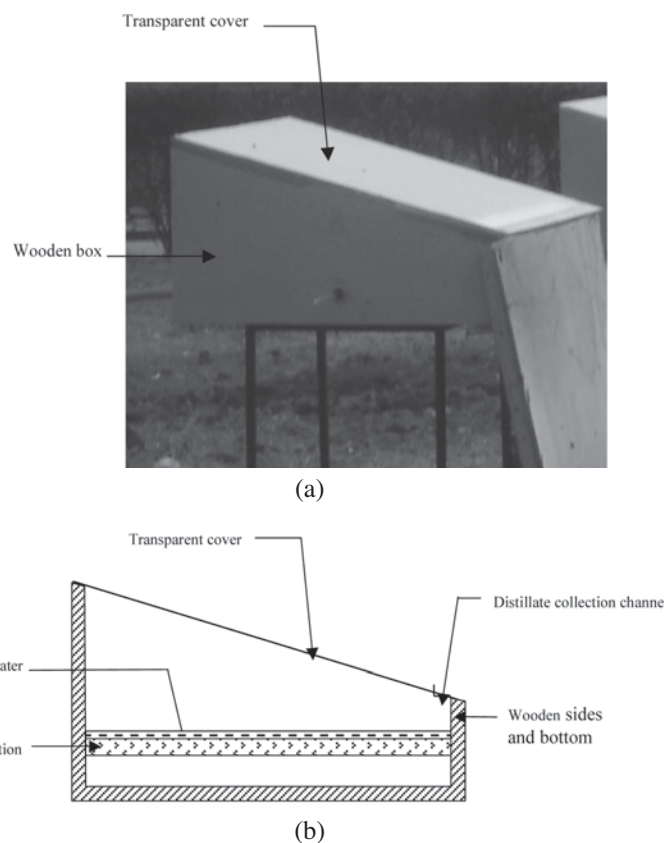 Transparent cover
Wooden box
(a)
Transparent cover
Distillate collection channe
ater
Wooden sides
and bottom
tion
(b)